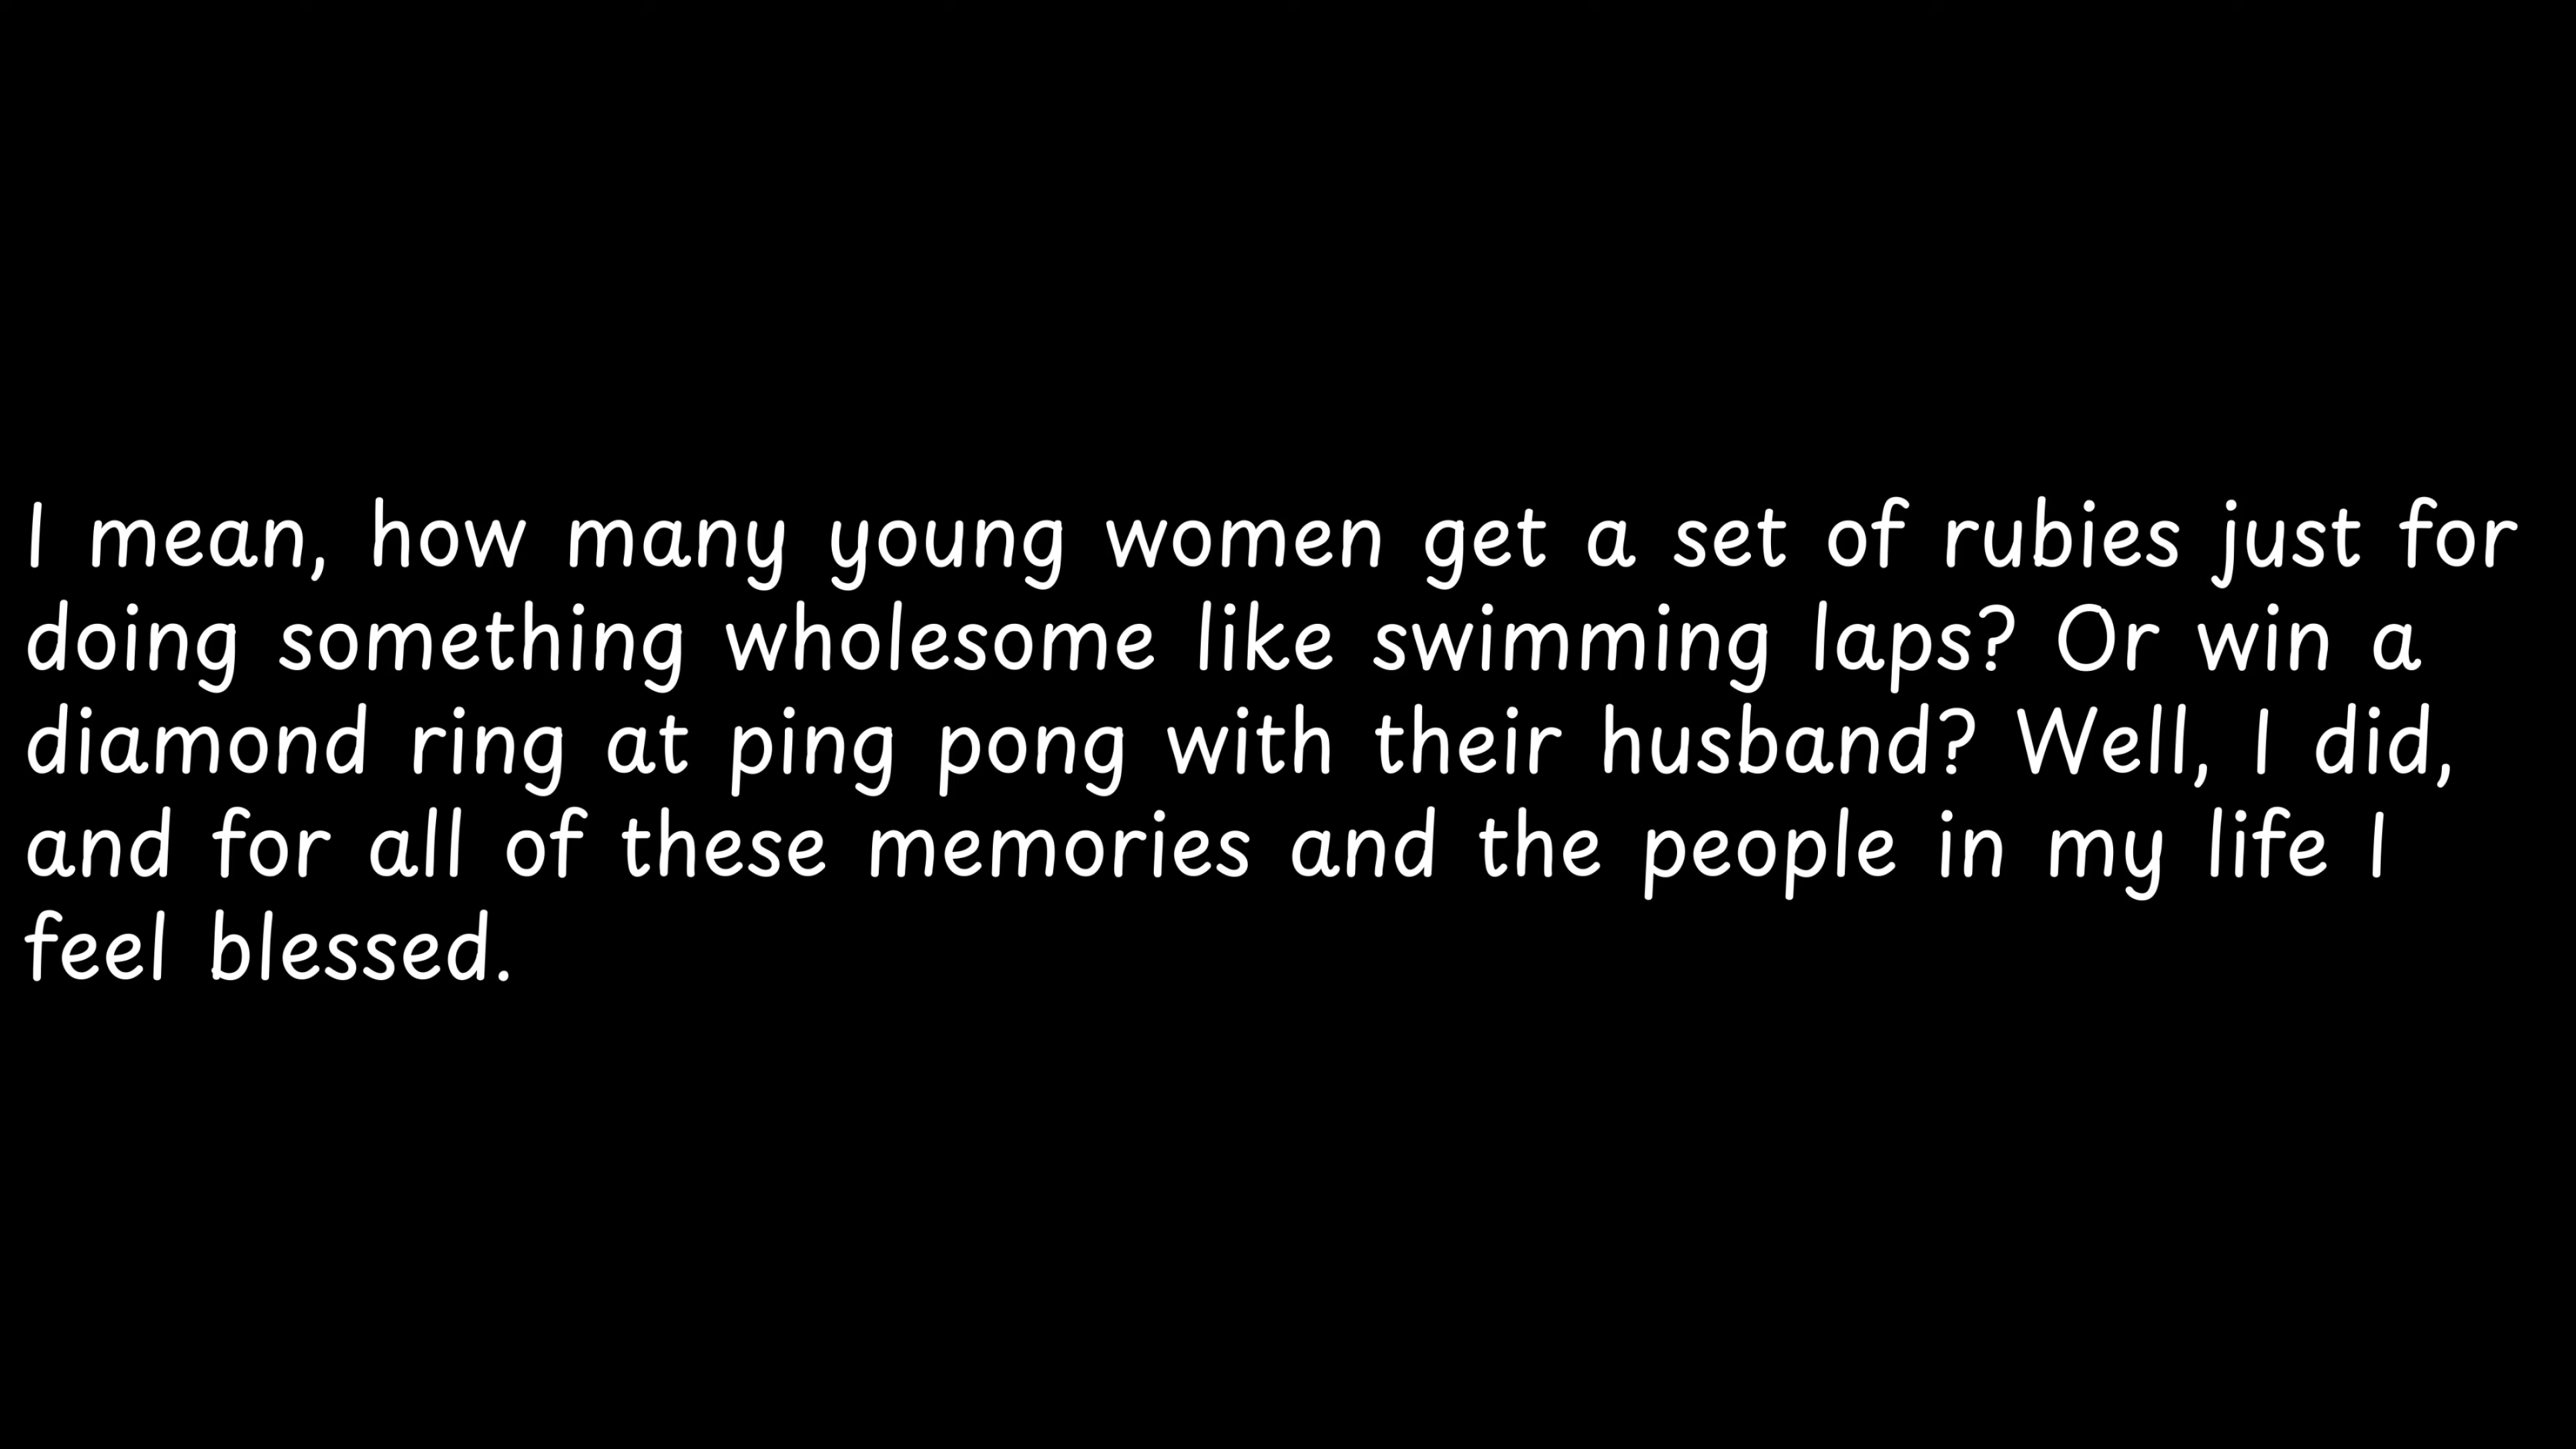 I mean, how many young women get a set of rubies just for
doing something wholesome like swimming laps? Or win a
diamond ring at ping pong with their husband? Well, I did,
and for all of these memories and the people in my life I
feel blessed.